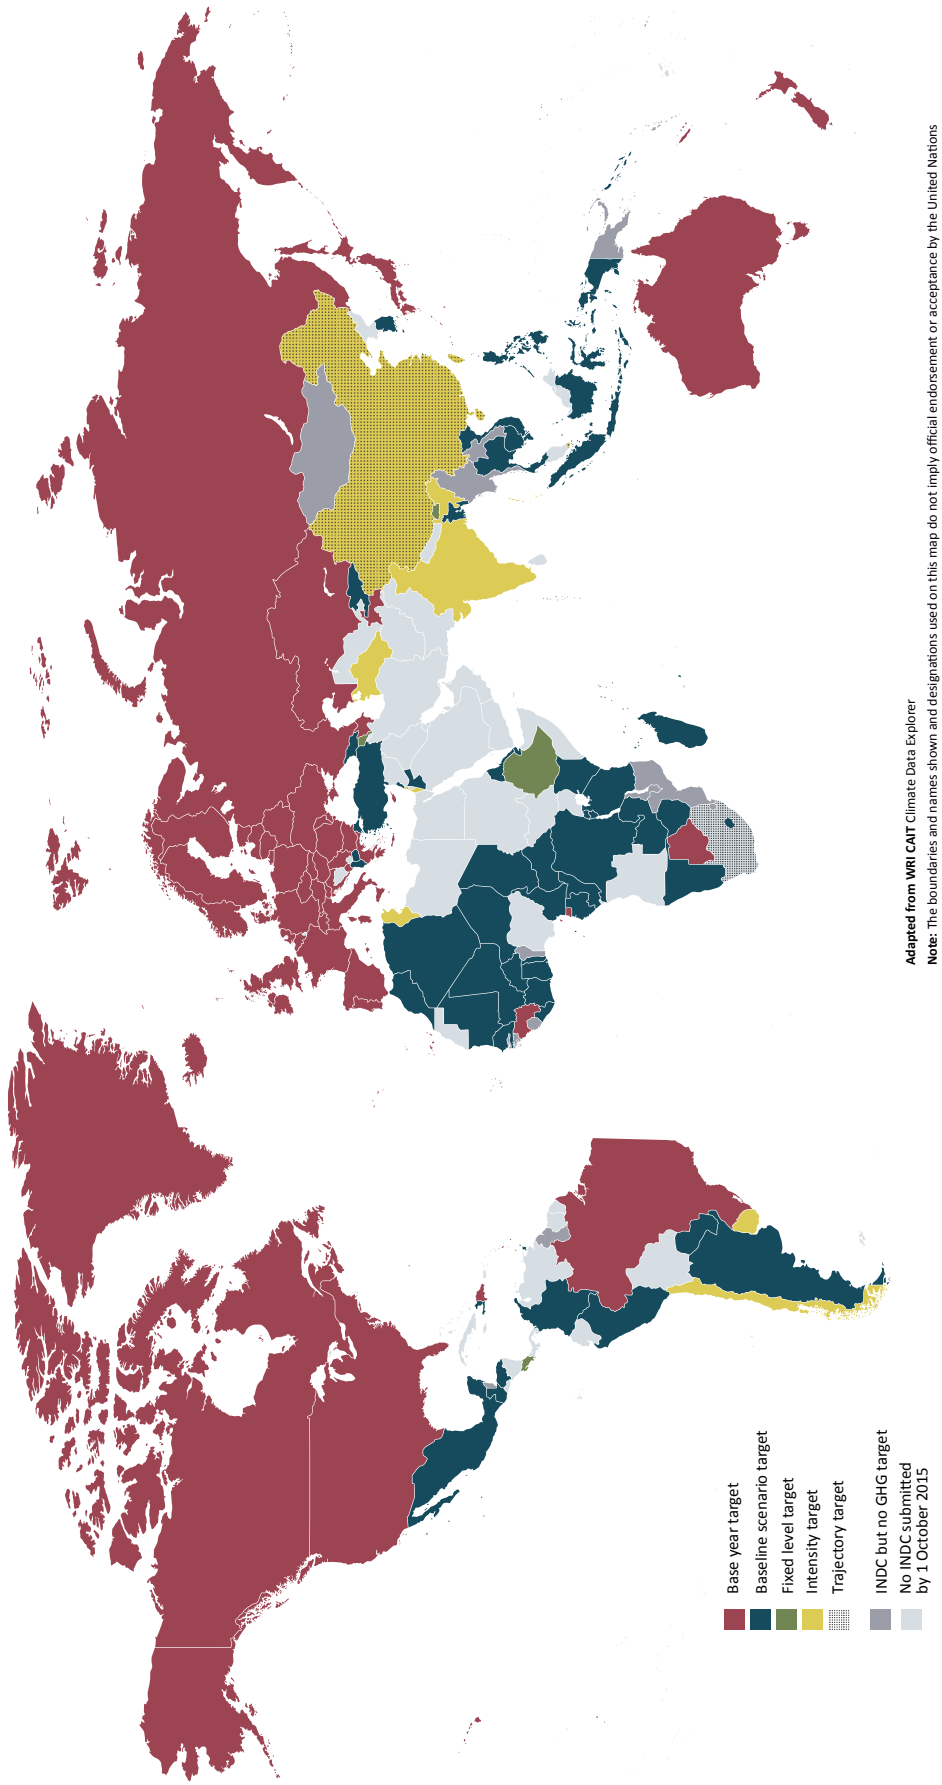 Base year target
Baseline scenario target
Fixed level target
Intensity target
Trajectory target
INDC but no GHG target
No INDC submitted
by 1 October 2015
Adapted from WRI CAIT Climate Data Explorer
Note: The boundaries and names shown and designations used on this map do not imply official endorsement or acceptance by the United Nations